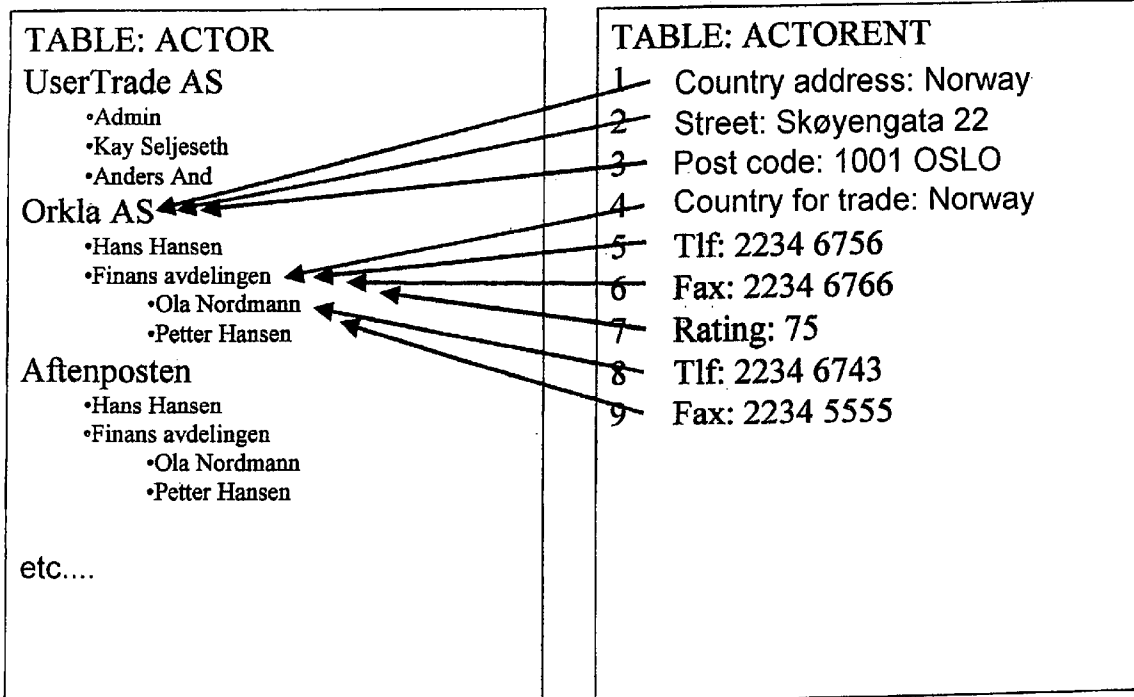 TABLE: ACTOR
UserTrade AS
•Admin
•Kay Seljeseth
•Anders And
Orkla AS
•Hans Hansen
•Finans avdelingen
•Ola Nordmann
•Petter Hansen
Aftenposten
•Hans Hansen
•Finans avdelingen
•Ola Nordmann
•Petter Hansen
etc....
TABLE: ACTORENT
1 Country address: Norway
2 Street: Skøyengata 22
3 Post code: 1001 OSLO
4 Country for trade: Norway
5 Tlf: 2234 6756
6 Fax: 2234 6766
7 Rating: 75
8 Tlf: 2234 6743
9 Fax: 2234 5555